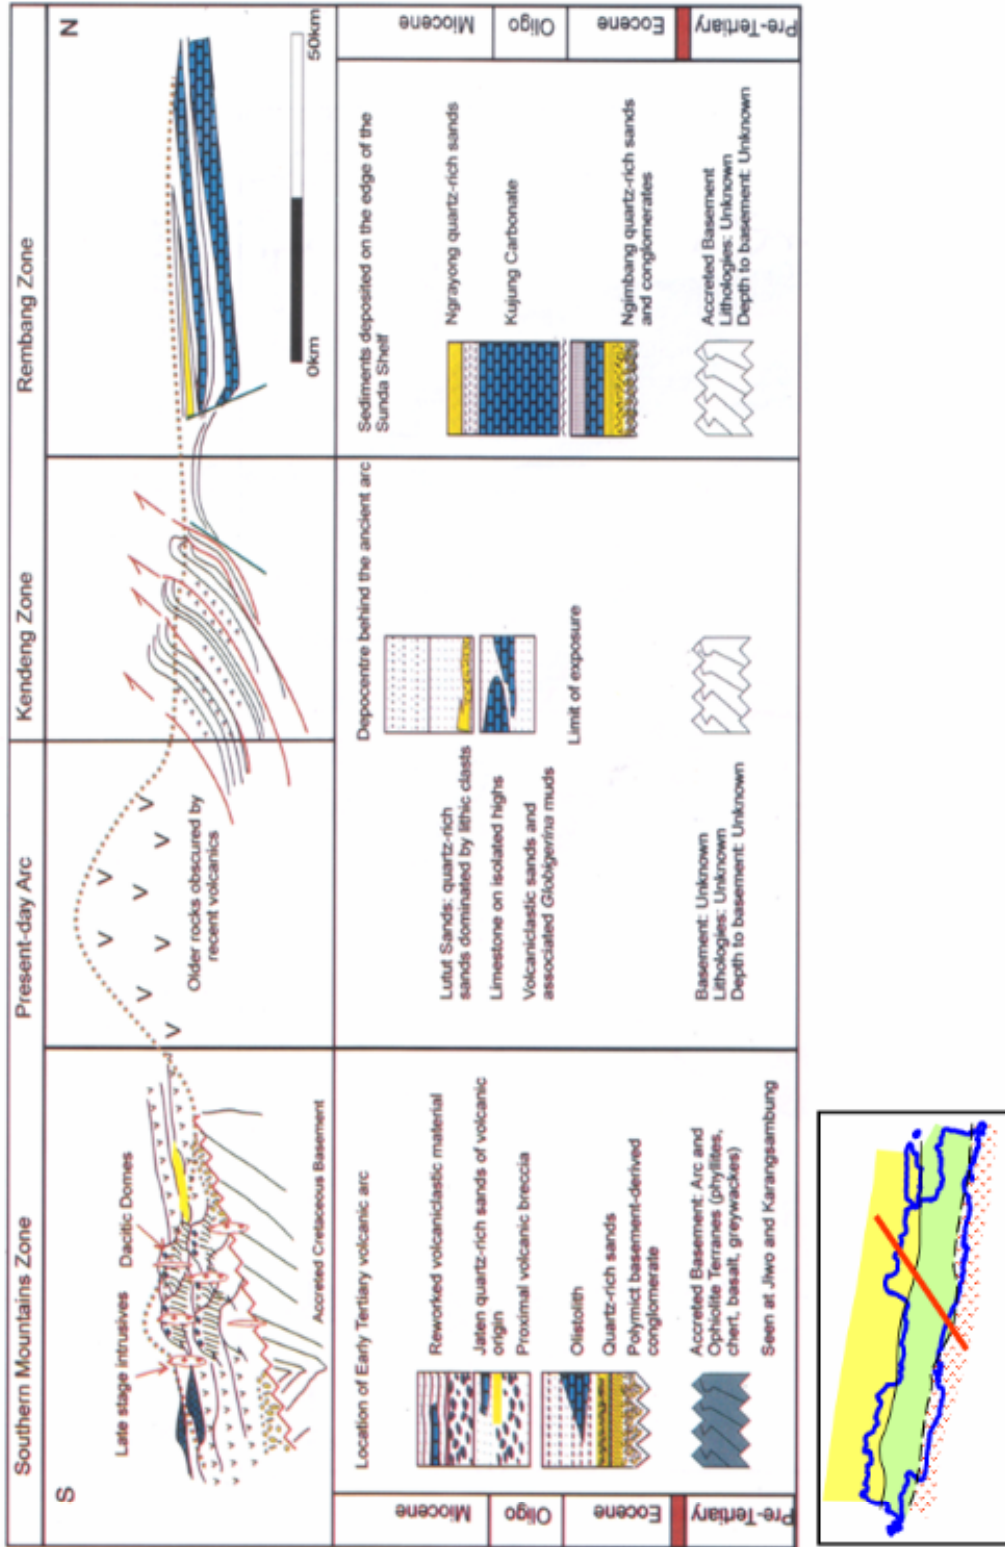 Southern Mountains Zone
Present-day Arc
Kendeng Zone
Rembang Zone
S
N
Late stage intrusives
Dacitic Domes
Accreted Cretaceous Basement
Older rocks obscured by
recent volcanics
0km
50km
Miocene
Oligo
Eocene
Pre-Tertiary
Location of Early Tertiary volcanic arc
Reworked volcaniclastic material
Jaten quartz-rich sands of volcanic
origin
Proximal volcanic breccia
Olistolith
Quartz-rich sands
Polymict basement-derived
conglomerate
Accreted Basement: Arc and
Ophiolite Terranes (phyllites,
chert, basalt, greywackes)
Seen at Jiwo and Karangsambung
Depocentre behind the ancient arc
Lutut Sands: quartz-rich
sands dominated by lithic clasts
Limestone on isolated highs
Volcaniclastic sands and
associated Globigerina muds
Limit of exposure
Basement: Unknown
Lithologies: Unknown
Depth to basement: Unknown
Sediments deposited on the edge of the
Sunda Shelf
Ngrayong quartz-rich sands
Kujung Carbonate
Ngimbang quartz-rich sands
and conglomerates
Accreted Basement
Lithologies: Unknown
Depth to basement: Unknown
Miocene
Oligo
Eocene
Pre-Tertiary